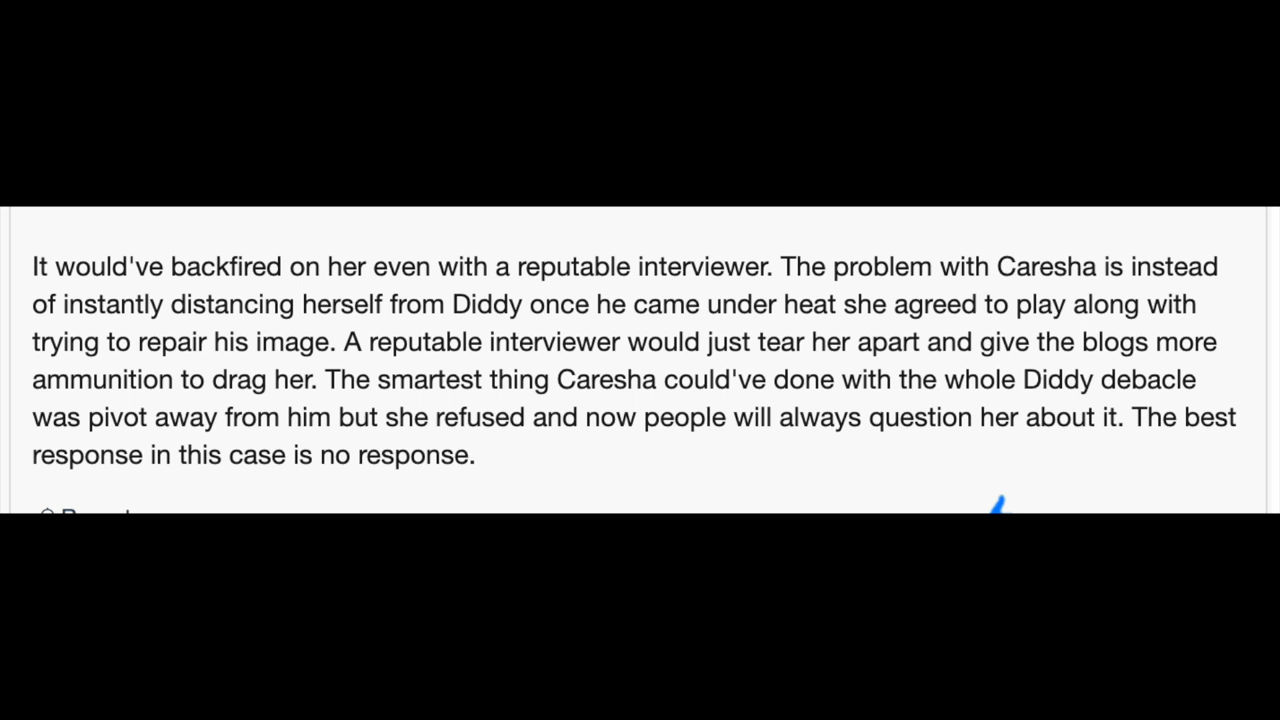 It would've backfired on her even with a reputable interviewer. The problem with Caresha is instead
of instantly distancing herself from Diddy once he came under heat she agreed to play along with
trying to repair his image. A reputable interviewer would just tear her apart and give the blogs more
ammunition to drag her. The smartest thing Caresha could've done with the whole Diddy debacle
was pivot away from him but she refused and now people will always question her about it. The best
response in this case is no response.